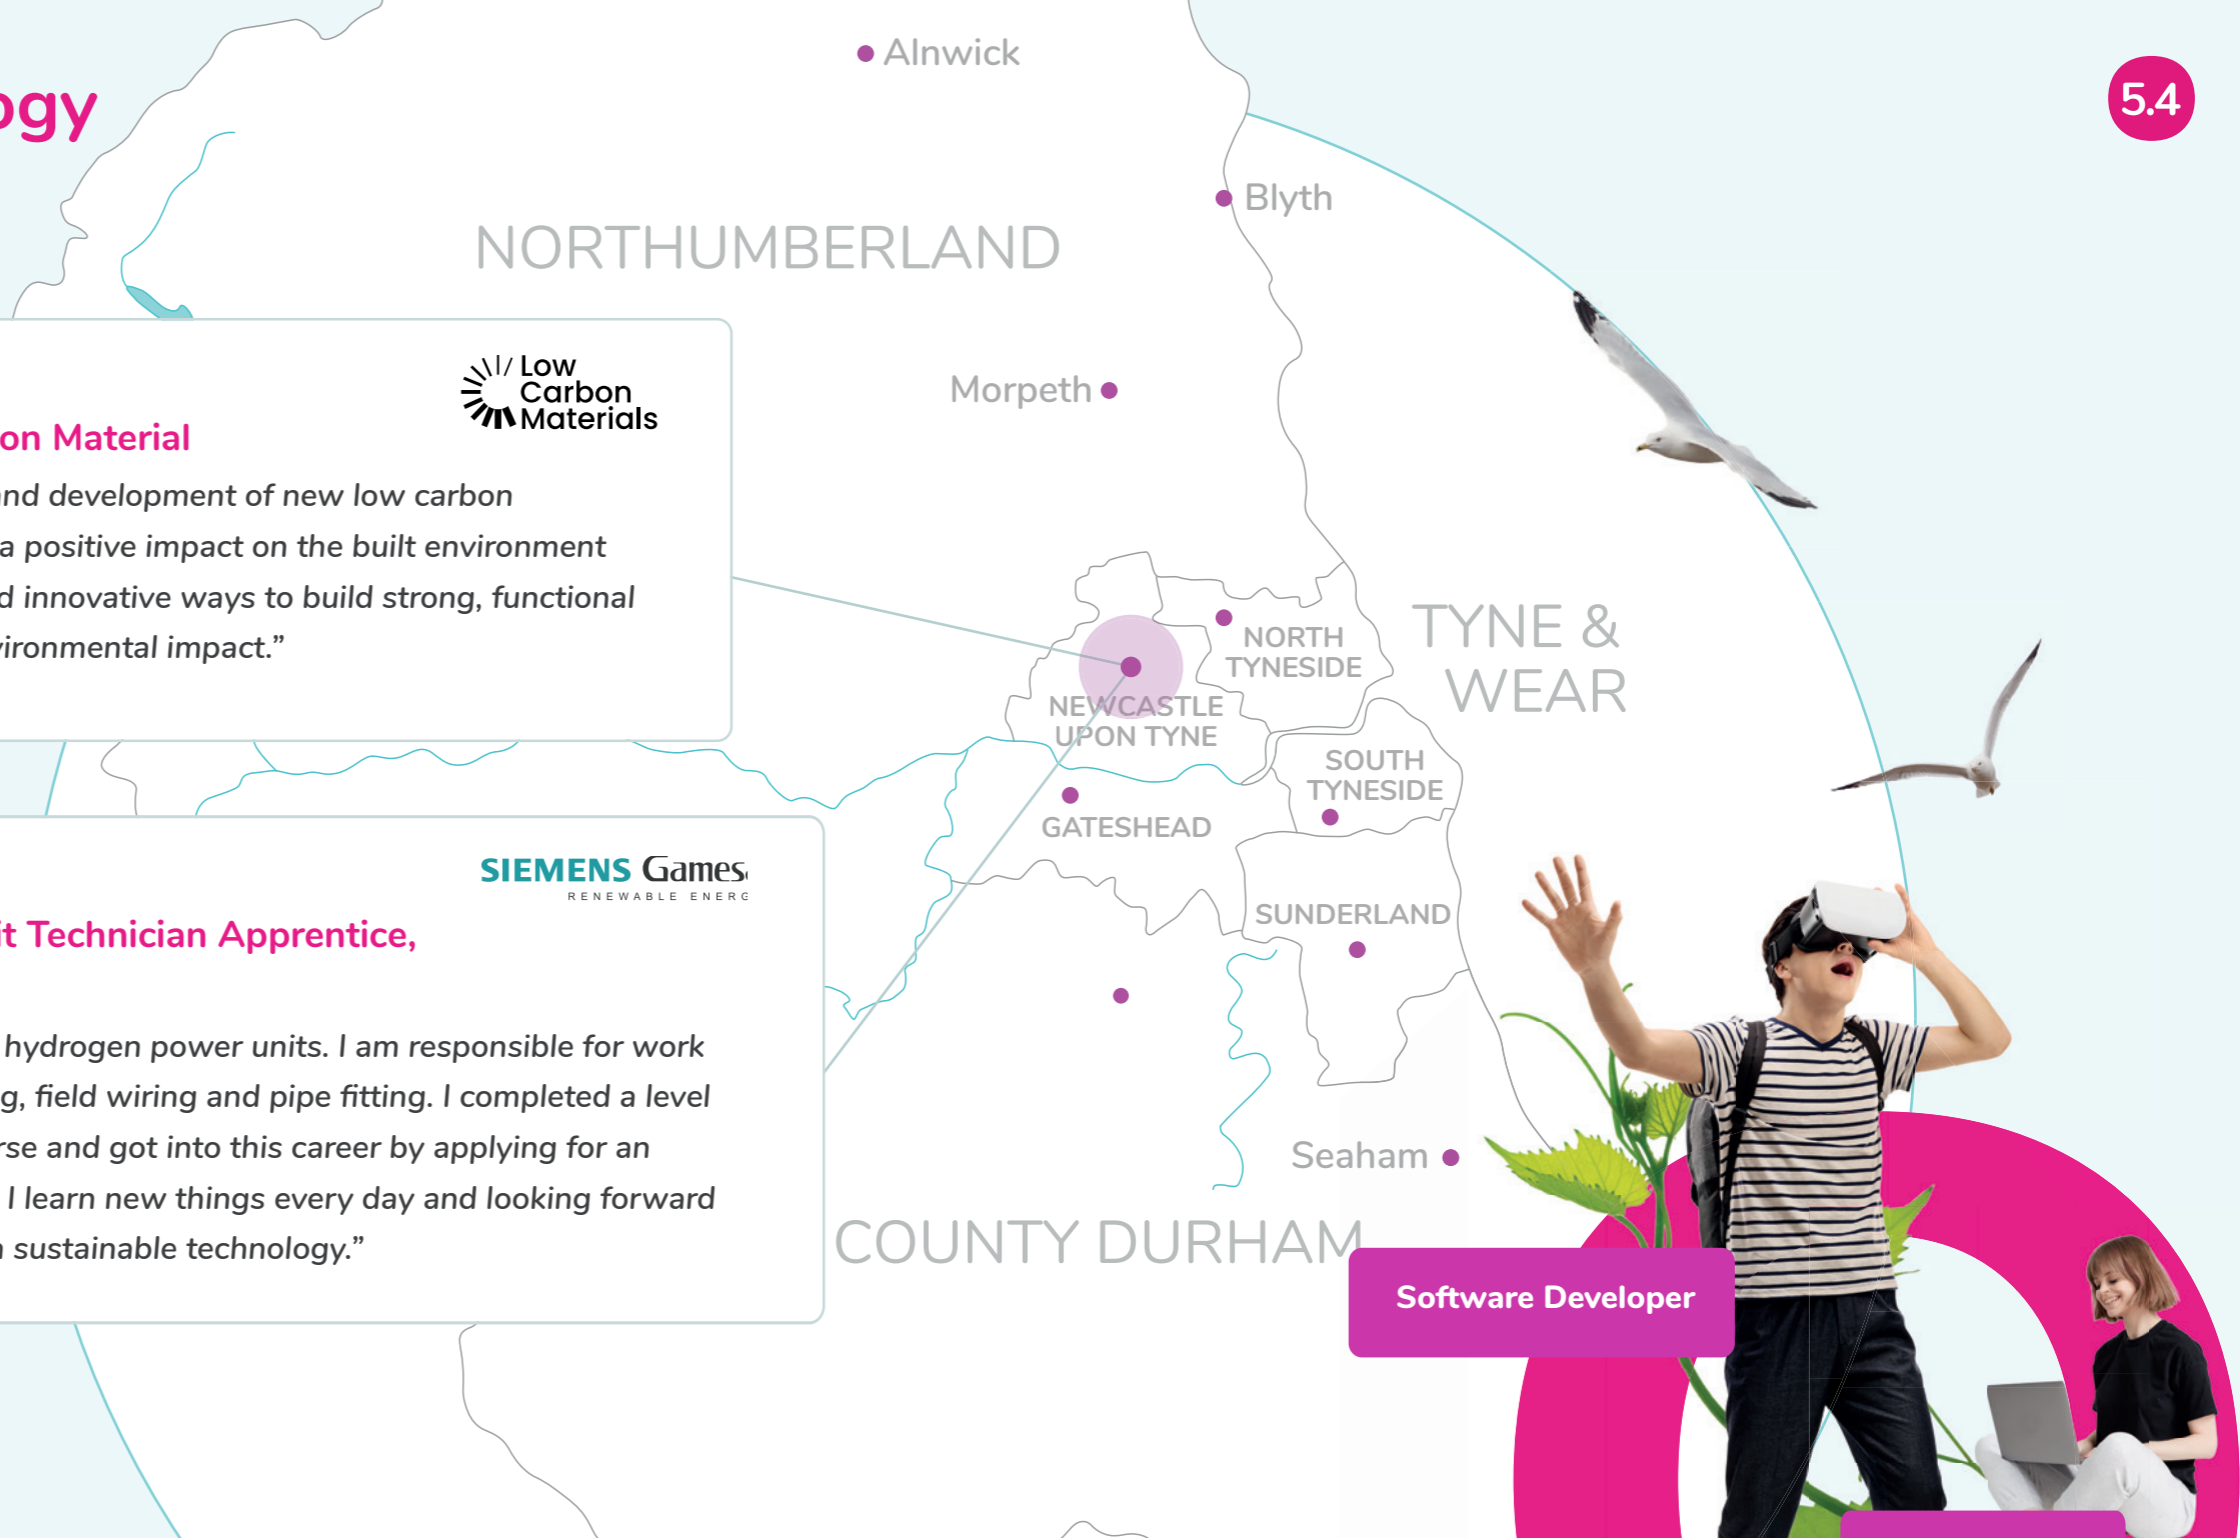 ogy
5.4
Alnwick
Blyth
NORTHUMBERLAND
Morpeth
Low
Carbon
Materials
on Material
and development of new low carbon
a positive impact on the built environment
d innovative ways to build strong, functional
vironmental impact.”
NORTH
TYNESIDE
TYNE &
WEAR
NEWCASTLE
UPON TYNE
SOUTH
TYNESIDE
GATESHEAD
SUNDERLAND
SIEMENS Games
RENEWABLE ENERG
it Technician Apprentice,
hydrogen power units. I am responsible for work
g, field wiring and pipe fitting. I completed a level
rse and got into this career by applying for an
I learn new things every day and looking forward
n sustainable technology.”
Seaham
COUNTY DURHAM
Software Developer